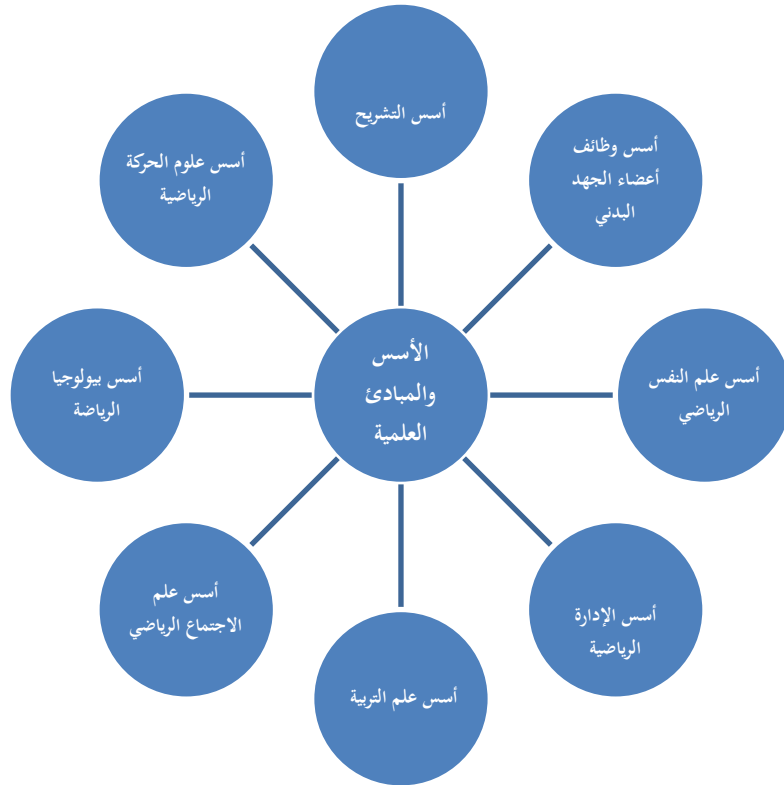 أسس التشريح
أسس وظائف
أعضاء الجهد
البدني
أسس علوم الحركة
الرياضية
الأسس
والمبادئ
العلمية
أسس علم النفس
الرياضي
أسس بيولوجيا
الرياضة
أسس الإدارة
الرياضية
أسس علم
الاجتماع الرياضي
أسس علم التربية